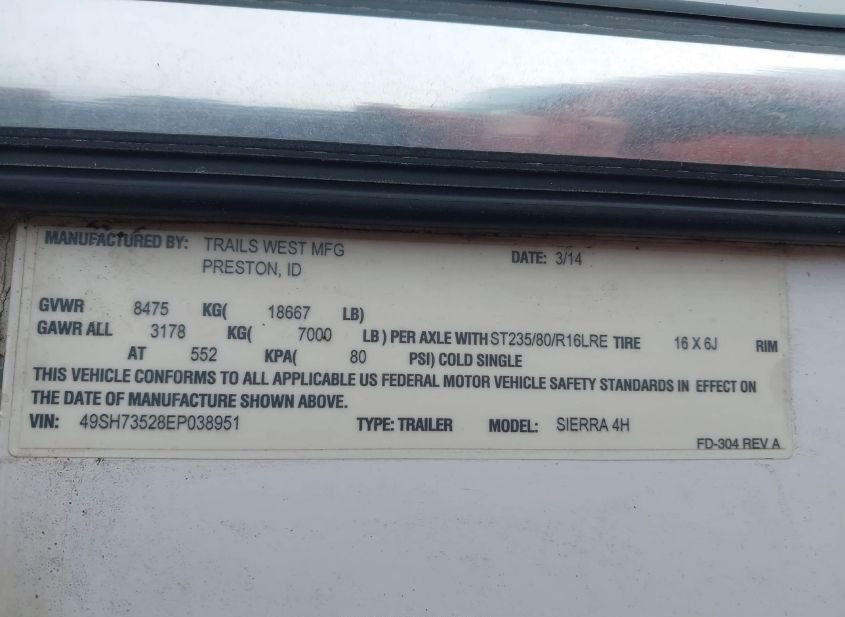 MANUFACTURED BY: TRAILS WEST MFG DATE: 3/14
PRESTON, ID
GVWR 8475 KG( 18667 LB)
GAWR ALL 3178 KG( 7000 LB ) PER AXLE WITH ST235/80/R16LRE TIRE 16 X 6J RIM
AT 552 KPA( 80 PSI) COLD SINGLE
THIS VEHICLE CONFORMS TO ALL APPLICABLE US FEDERAL MOTOR VEHICLE SAFETY STANDARDS IN EFFECT ON
THE DATE OF MANUFACTURE SHOWN ABOVE.
VIN: 49SH73528EP038951 TYPE: TRAILER MODEL: SIERRA 4H
FD-304 REV A